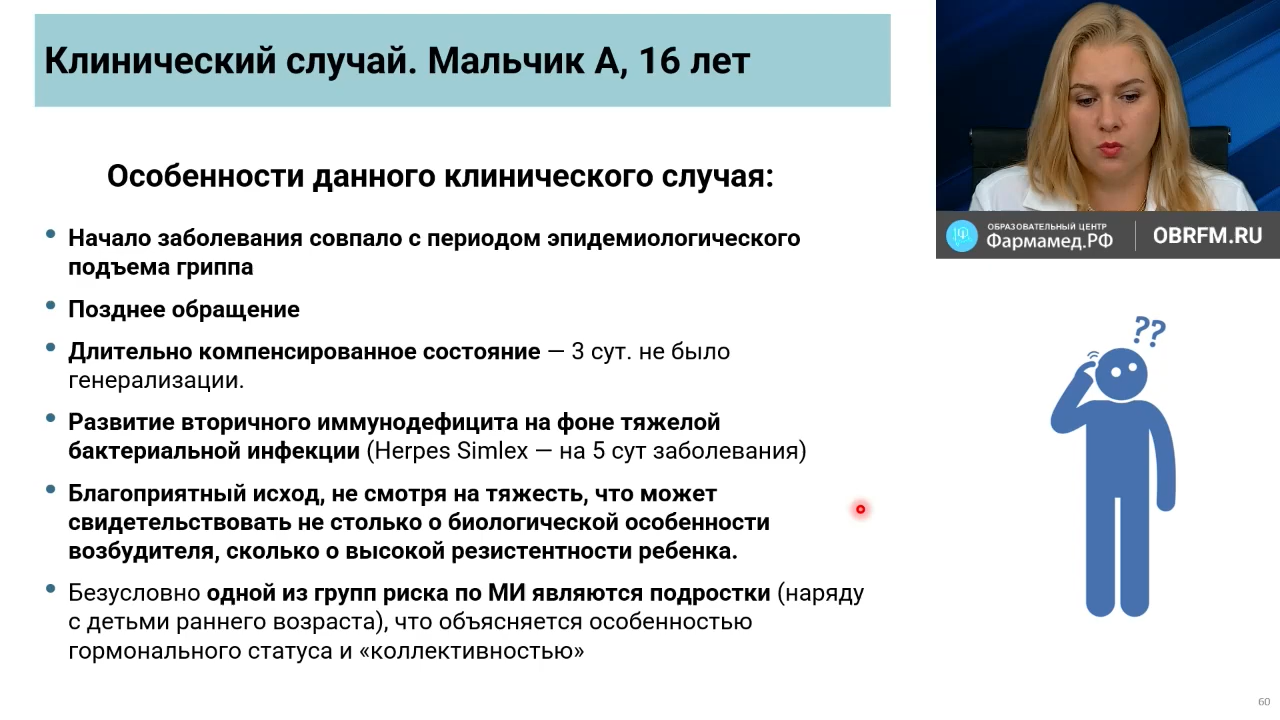 Клинический случай. Мальчик А, 16 лет
Особенности данного клинического случая:
• Начало заболевания совпало с периодом эпидемиологического
подъема гриппа
• Позднее обращение
• Длительно компенсированное состояние — 3 сут. не было
генерализации.
• Развитие вторичного иммунодефицита на фоне тяжелой
бактериальной инфекции (Herpes Simlex — на 5 сут заболевания)
• Благоприятный исход, не смотря на тяжесть, что может
свидетельствовать не столько о биологической особенности
возбудителя, сколько о высокой резистентности ребенка.
• Безусловно одной из групп риска по МИ являются подростки (наряду
с детьми раннего возраста), что объясняется особенностью
гормонального статуса и «коллективностью»
ОБРАЗОВАТЕЛЬНЫЙ ЦЕНТР
Фармамед.РФ
OBRFM.RU
??
60